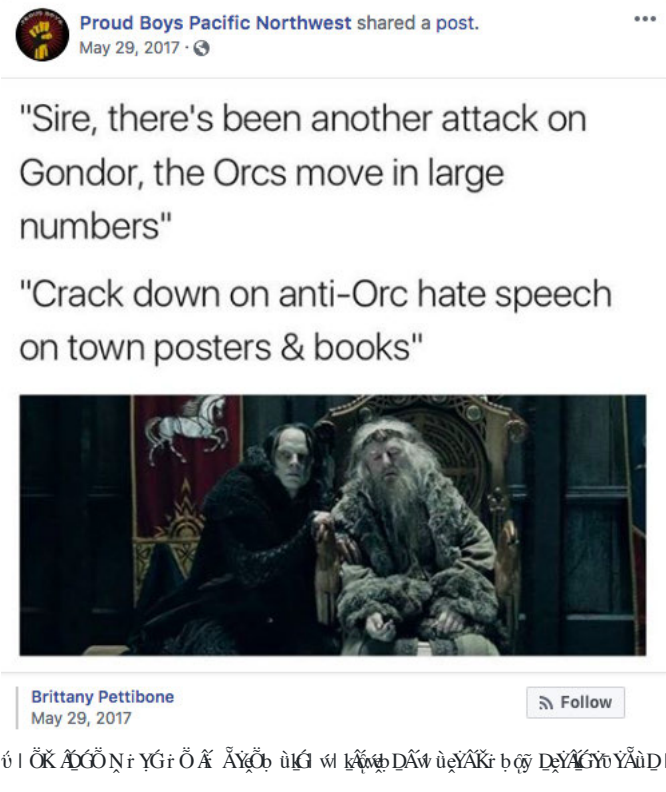 Proud Boys Pacific Northwest shared a post.
May 29, 2017
"Sire, there's been another attack on
Gondor, the Orcs move in large
numbers"
"Crack down on anti-Orc hate speech
on town posters & books"
Brittany Pettibone
May 29, 2017
Follow